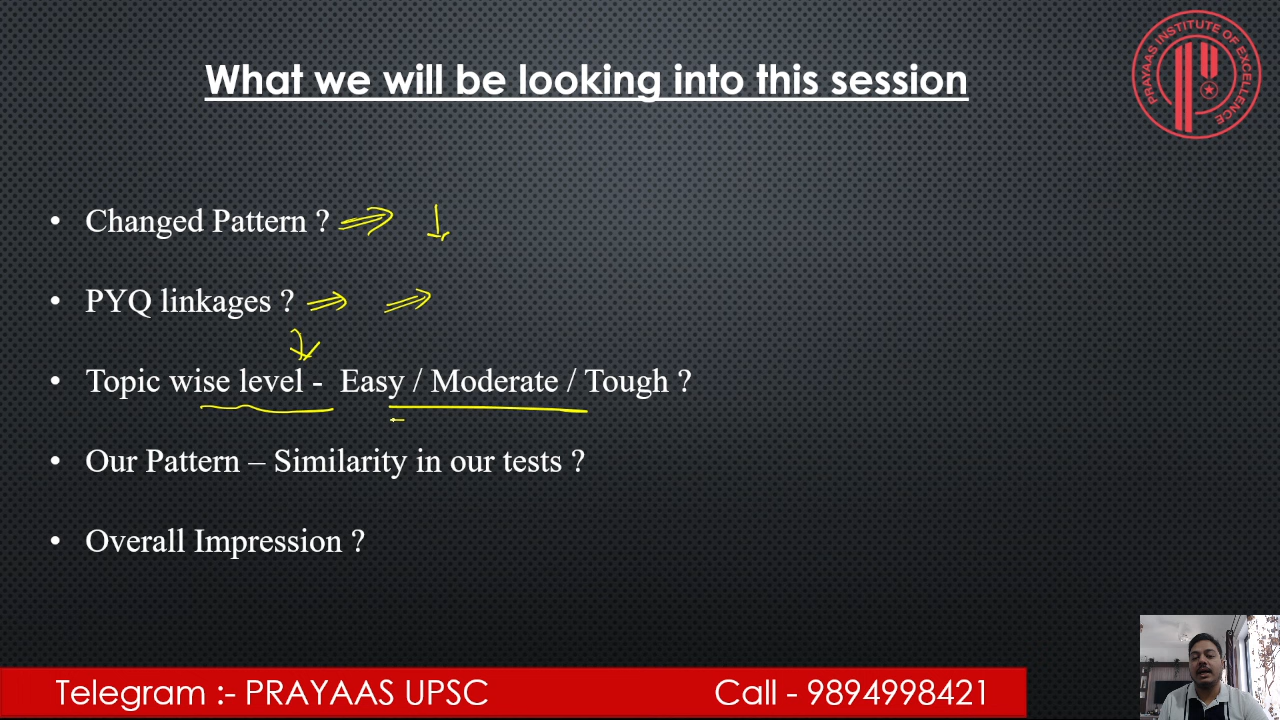 What we will be looking into this session
PRAYAAS INSTITUTE OF EXCELLENCE
• Changed Pattern ?
• PYQ linkages ?
• Topic wise level - Easy / Moderate / Tough ?
• Our Pattern – Similarity in our tests ?
• Overall Impression ?
Telegram :- PRAYAAS UPSC
Call - 9894998421